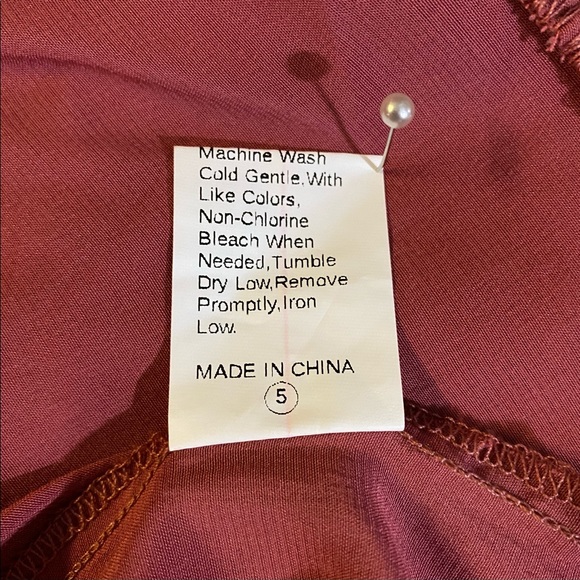 Machine Wash
Cold Gentle,With
Like Colors,
Non-Chlorine
Bleach When
Needed,Tumble
Dry Low,Remove
Promptly,Iron
Low.
MADE IN CHINA
5